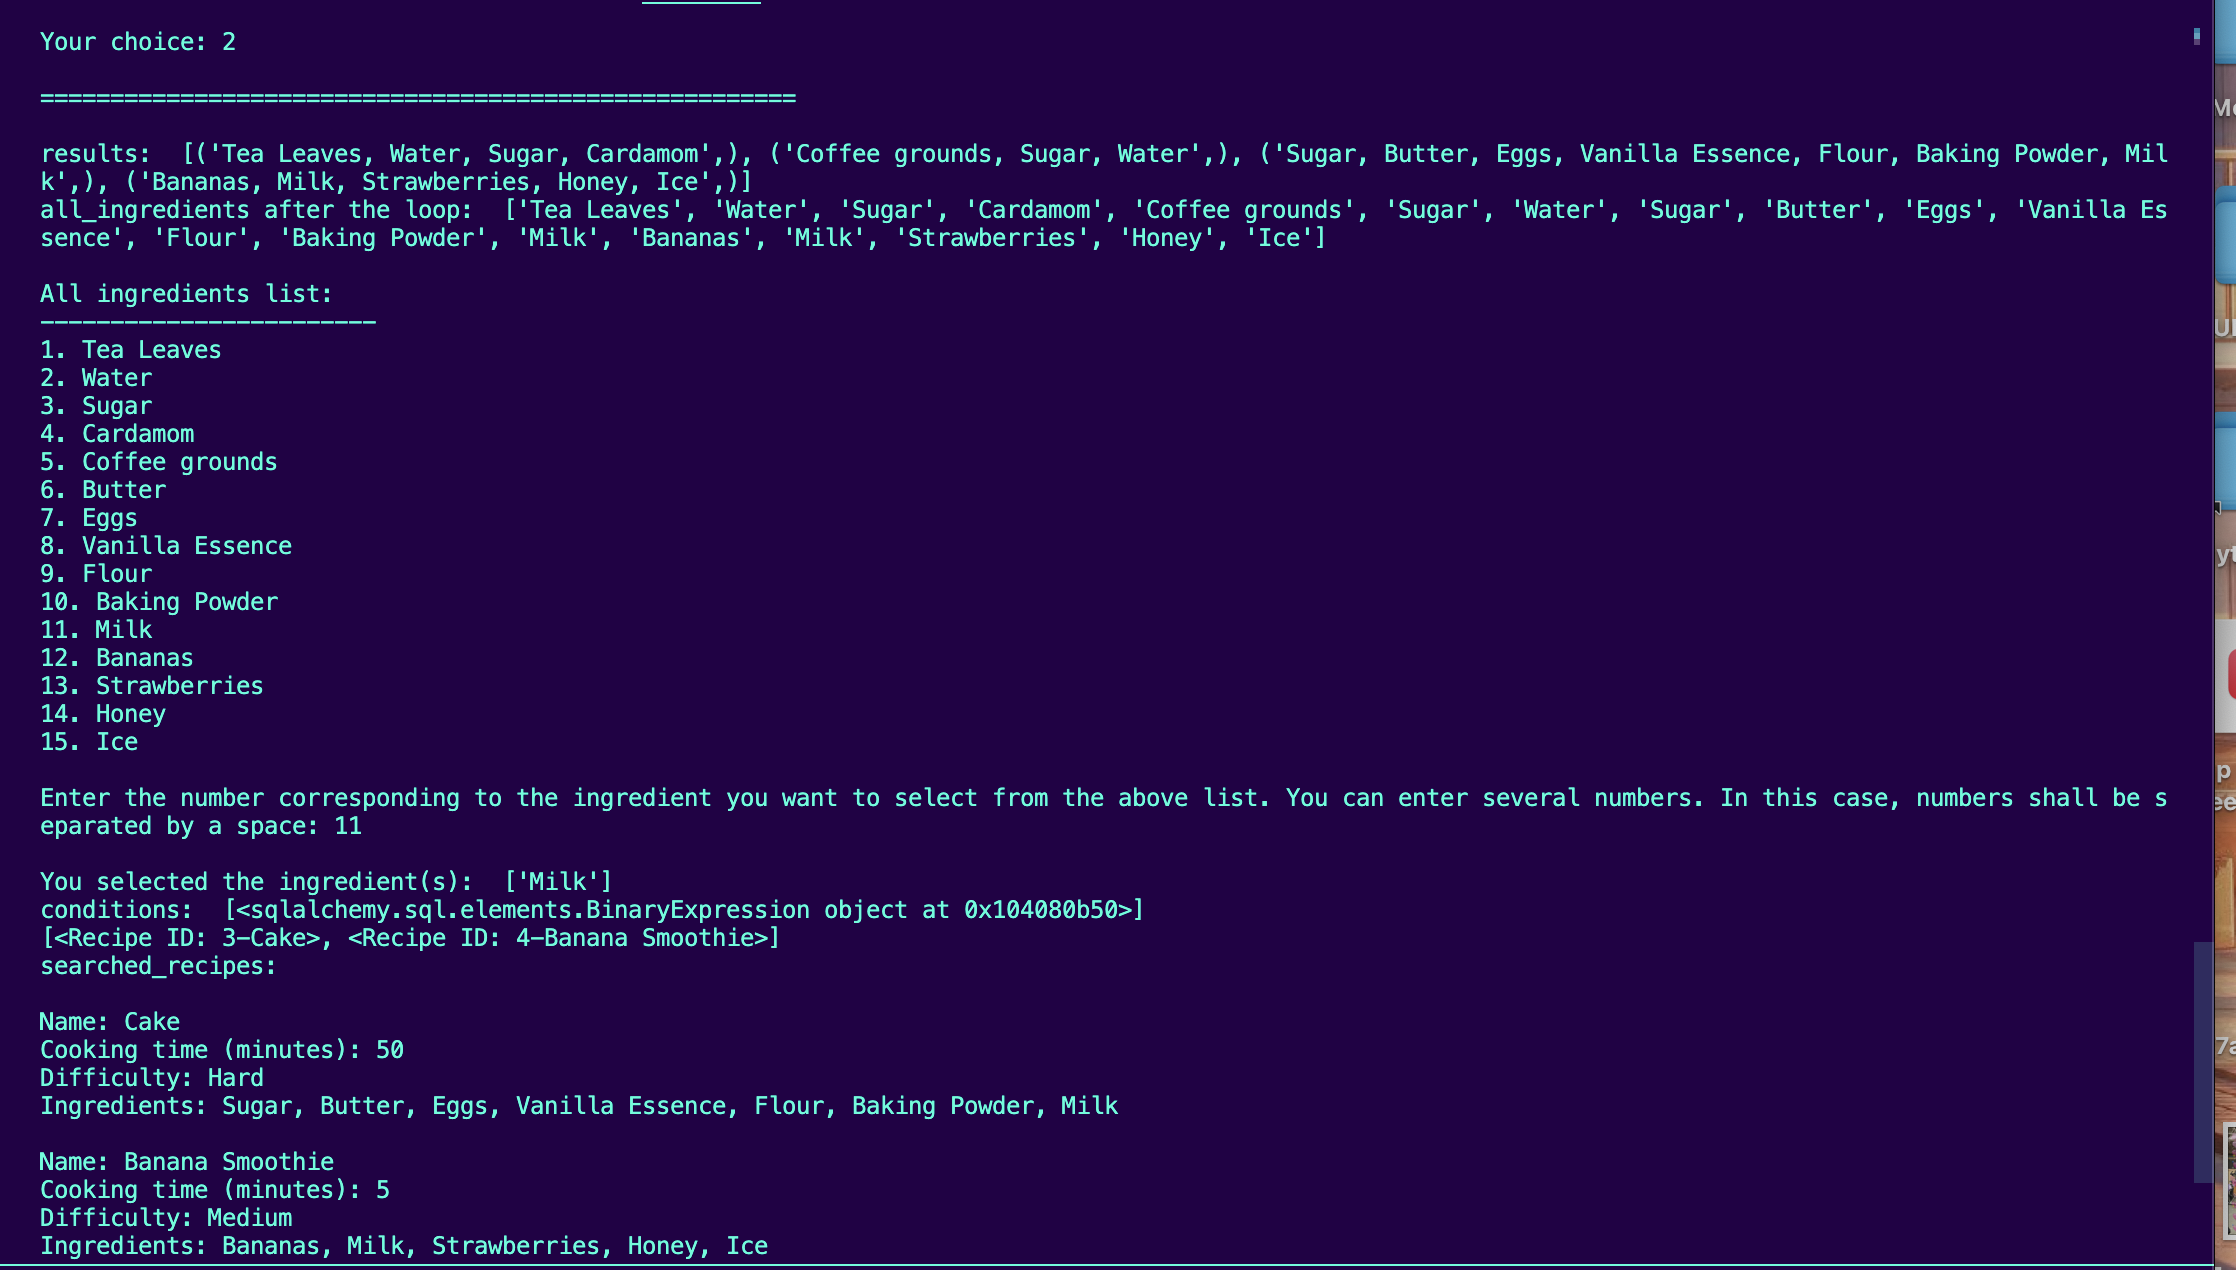 Your choice: 2
======================================================
results:  [('Tea Leaves, Water, Sugar, Cardamom',), ('Coffee grounds, Sugar, Water',), ('Sugar, Butter, Eggs, Vanilla Essence, Flour, Baking Powder, Mil
k',), ('Bananas, Milk, Strawberries, Honey, Ice',)]
all_ingredients after the loop:  ['Tea Leaves', 'Water', 'Sugar', 'Cardamom', 'Coffee grounds', 'Sugar', 'Water', 'Sugar', 'Butter', 'Eggs', 'Vanilla Es
sence', 'Flour', 'Baking Powder', 'Milk', 'Bananas', 'Milk', 'Strawberries', 'Honey', 'Ice']
All ingredients list:
------------------------
1. Tea Leaves
2. Water
3. Sugar
4. Cardamom
5. Coffee grounds
6. Butter
7. Eggs
8. Vanilla Essence
9. Flour
10. Baking Powder
11. Milk
12. Bananas
13. Strawberries
14. Honey
15. Ice
Enter the number corresponding to the ingredient you want to select from the above list. You can enter several numbers. In this case, numbers shall be s
eparated by a space: 11
You selected the ingredient(s):  ['Milk']
conditions:  [<sqlalchemy.sql.elements.BinaryExpression object at 0x104080b50>]
[<Recipe ID: 3-Cake>, <Recipe ID: 4-Banana Smoothie>]
searched_recipes:
Name: Cake
Cooking time (minutes): 50
Difficulty: Hard
Ingredients: Sugar, Butter, Eggs, Vanilla Essence, Flour, Baking Powder, Milk
Name: Banana Smoothie
Cooking time (minutes): 5
Difficulty: Medium
Ingredients: Bananas, Milk, Strawberries, Honey, Ice